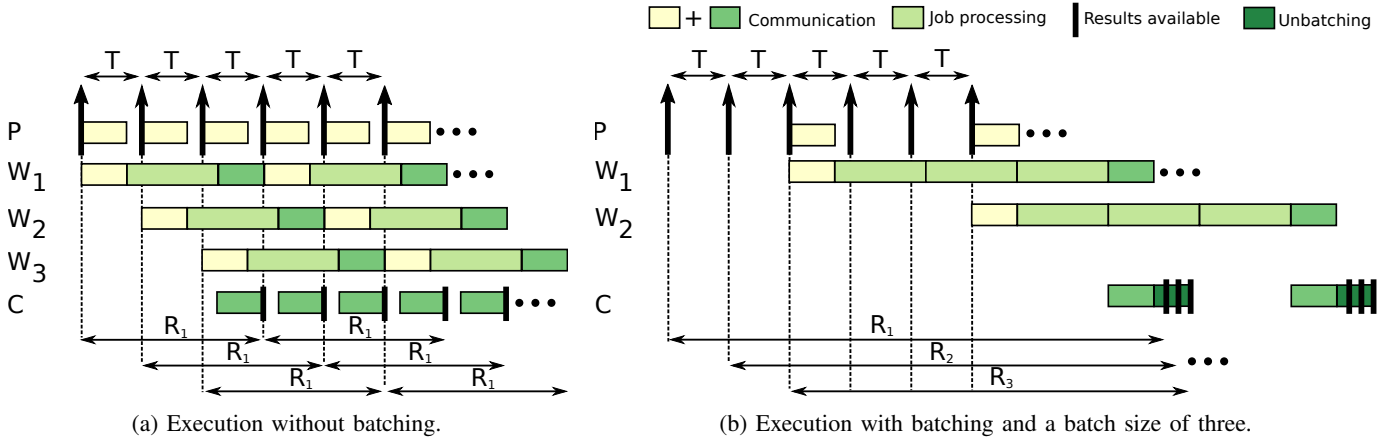 + Communication Job processing Results available Unbatching
T T T T T
T T T T T
P
W1
W2
W3
C
R1 R1
R1 R1
R1 R1
P
W1
W2
C
R1
R2
R3
(a) Execution without batching.
(b) Execution with batching and a batch size of three.